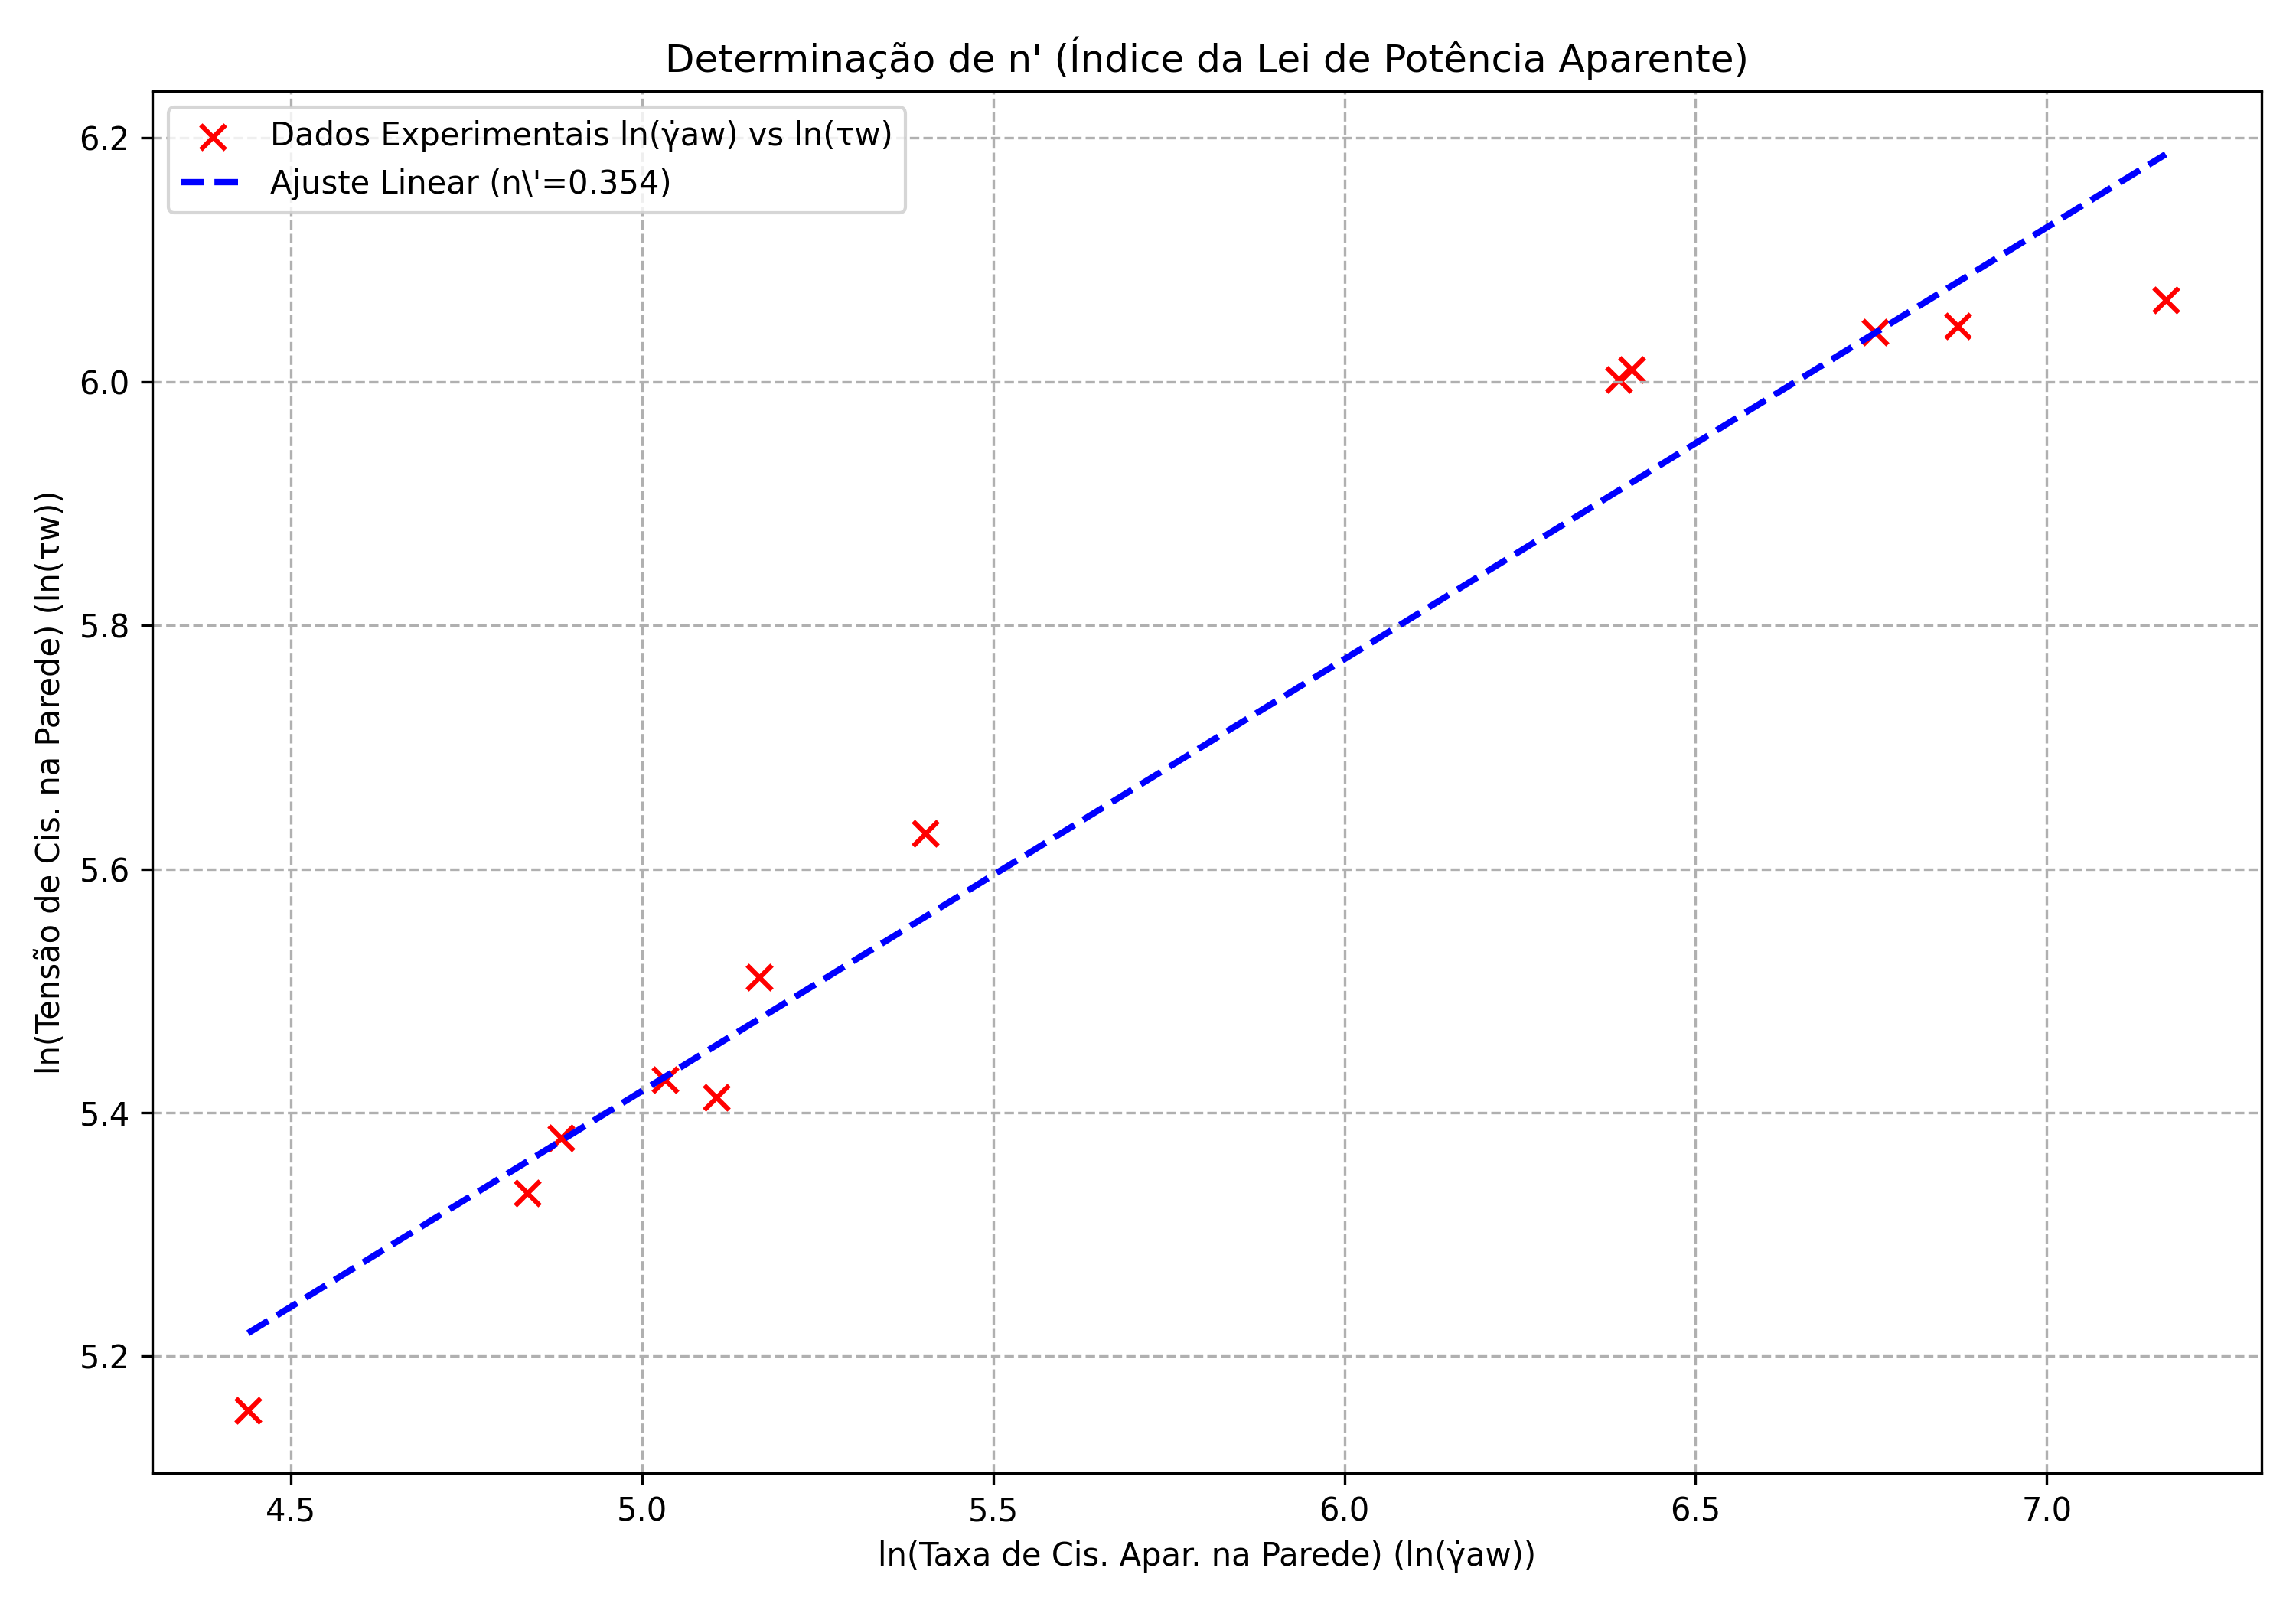 Determinação de n' (Índice da Lei de Potência Aparente)
Dados Experimentais ln(γ̇aw) vs ln(τw)
Ajuste Linear (n\'=0.354)
ln(Tensão de Cis. na Parede) (ln(τw))
6.2
6.0
5.8
5.6
5.4
5.2
4.5 5.0 5.5 6.0 6.5 7.0
ln(Taxa de Cis. Apar. na Parede) (ln(γ̇aw))